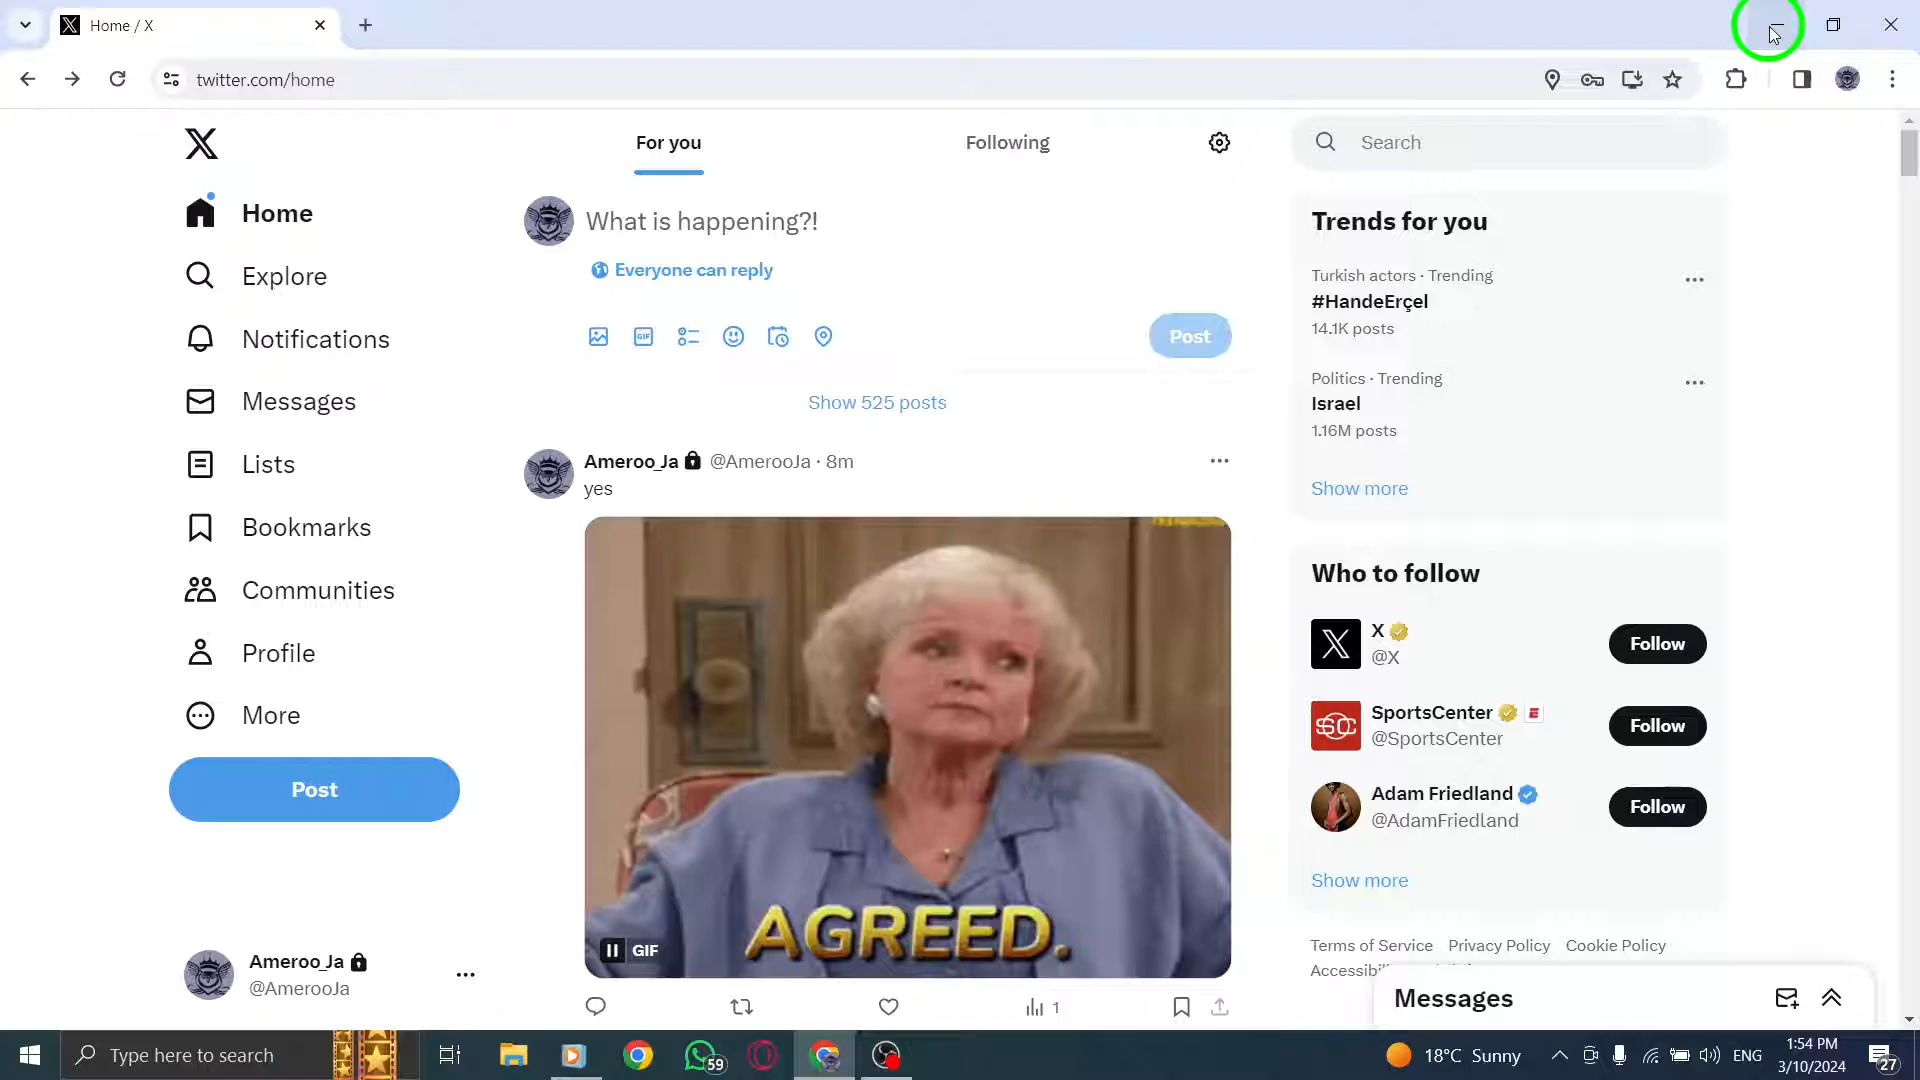 Home / X
twitter.com/home
Home
Explore
Notifications
Messages
Lists
Bookmarks
Communities
Profile
More
Post
Ameroo_Ja
@AmerooJa
For you
Following
What is happening?!
Everyone can reply
GIF
Post
Show 525 posts
Ameroo_Ja @AmerooJa · 8m
yes
AGREED.
GIF
1
Search
Trends for you
Turkish actors · Trending
#HandeErçel
14.1K posts
Politics · Trending
Israel
1.16M posts
Show more
Who to follow
X
@X
Follow
SportsCenter
@SportsCenter
Follow
Adam Friedland
@AdamFriedland
Follow
Show more
Terms of Service Privacy Policy Cookie Policy
Messages
Type here to search
59
18°C Sunny
ENG
1:54 PM
3/10/2024
27